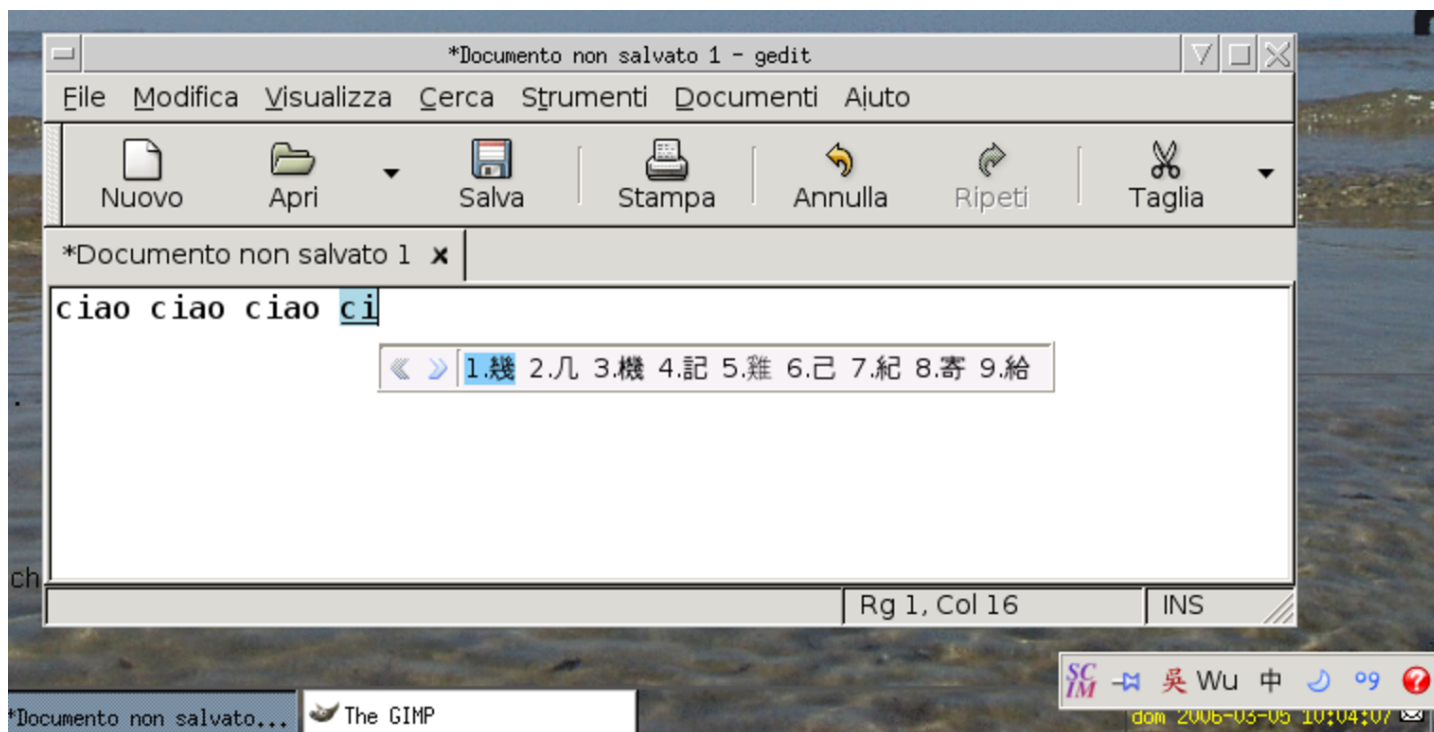 *Documento non salvato 1 - gedit
File Modifica Visualizza Cerca Strumenti Documenti Aiuto
Nuovo Apri Salva Stampa Annulla Ripeti Taglia
*Documento non salvato 1
ciao ciao ciao ci
1.幾 2.几 3.機 4.記 5.雞 6.己 7.紀 8.寄 9.給
ch
Rg 1, Col 16 INS
SCIM 吳 Wu 中 º9 ?
*Documento non salvato... The GIMP
dom 2006-03-05 10:04:07